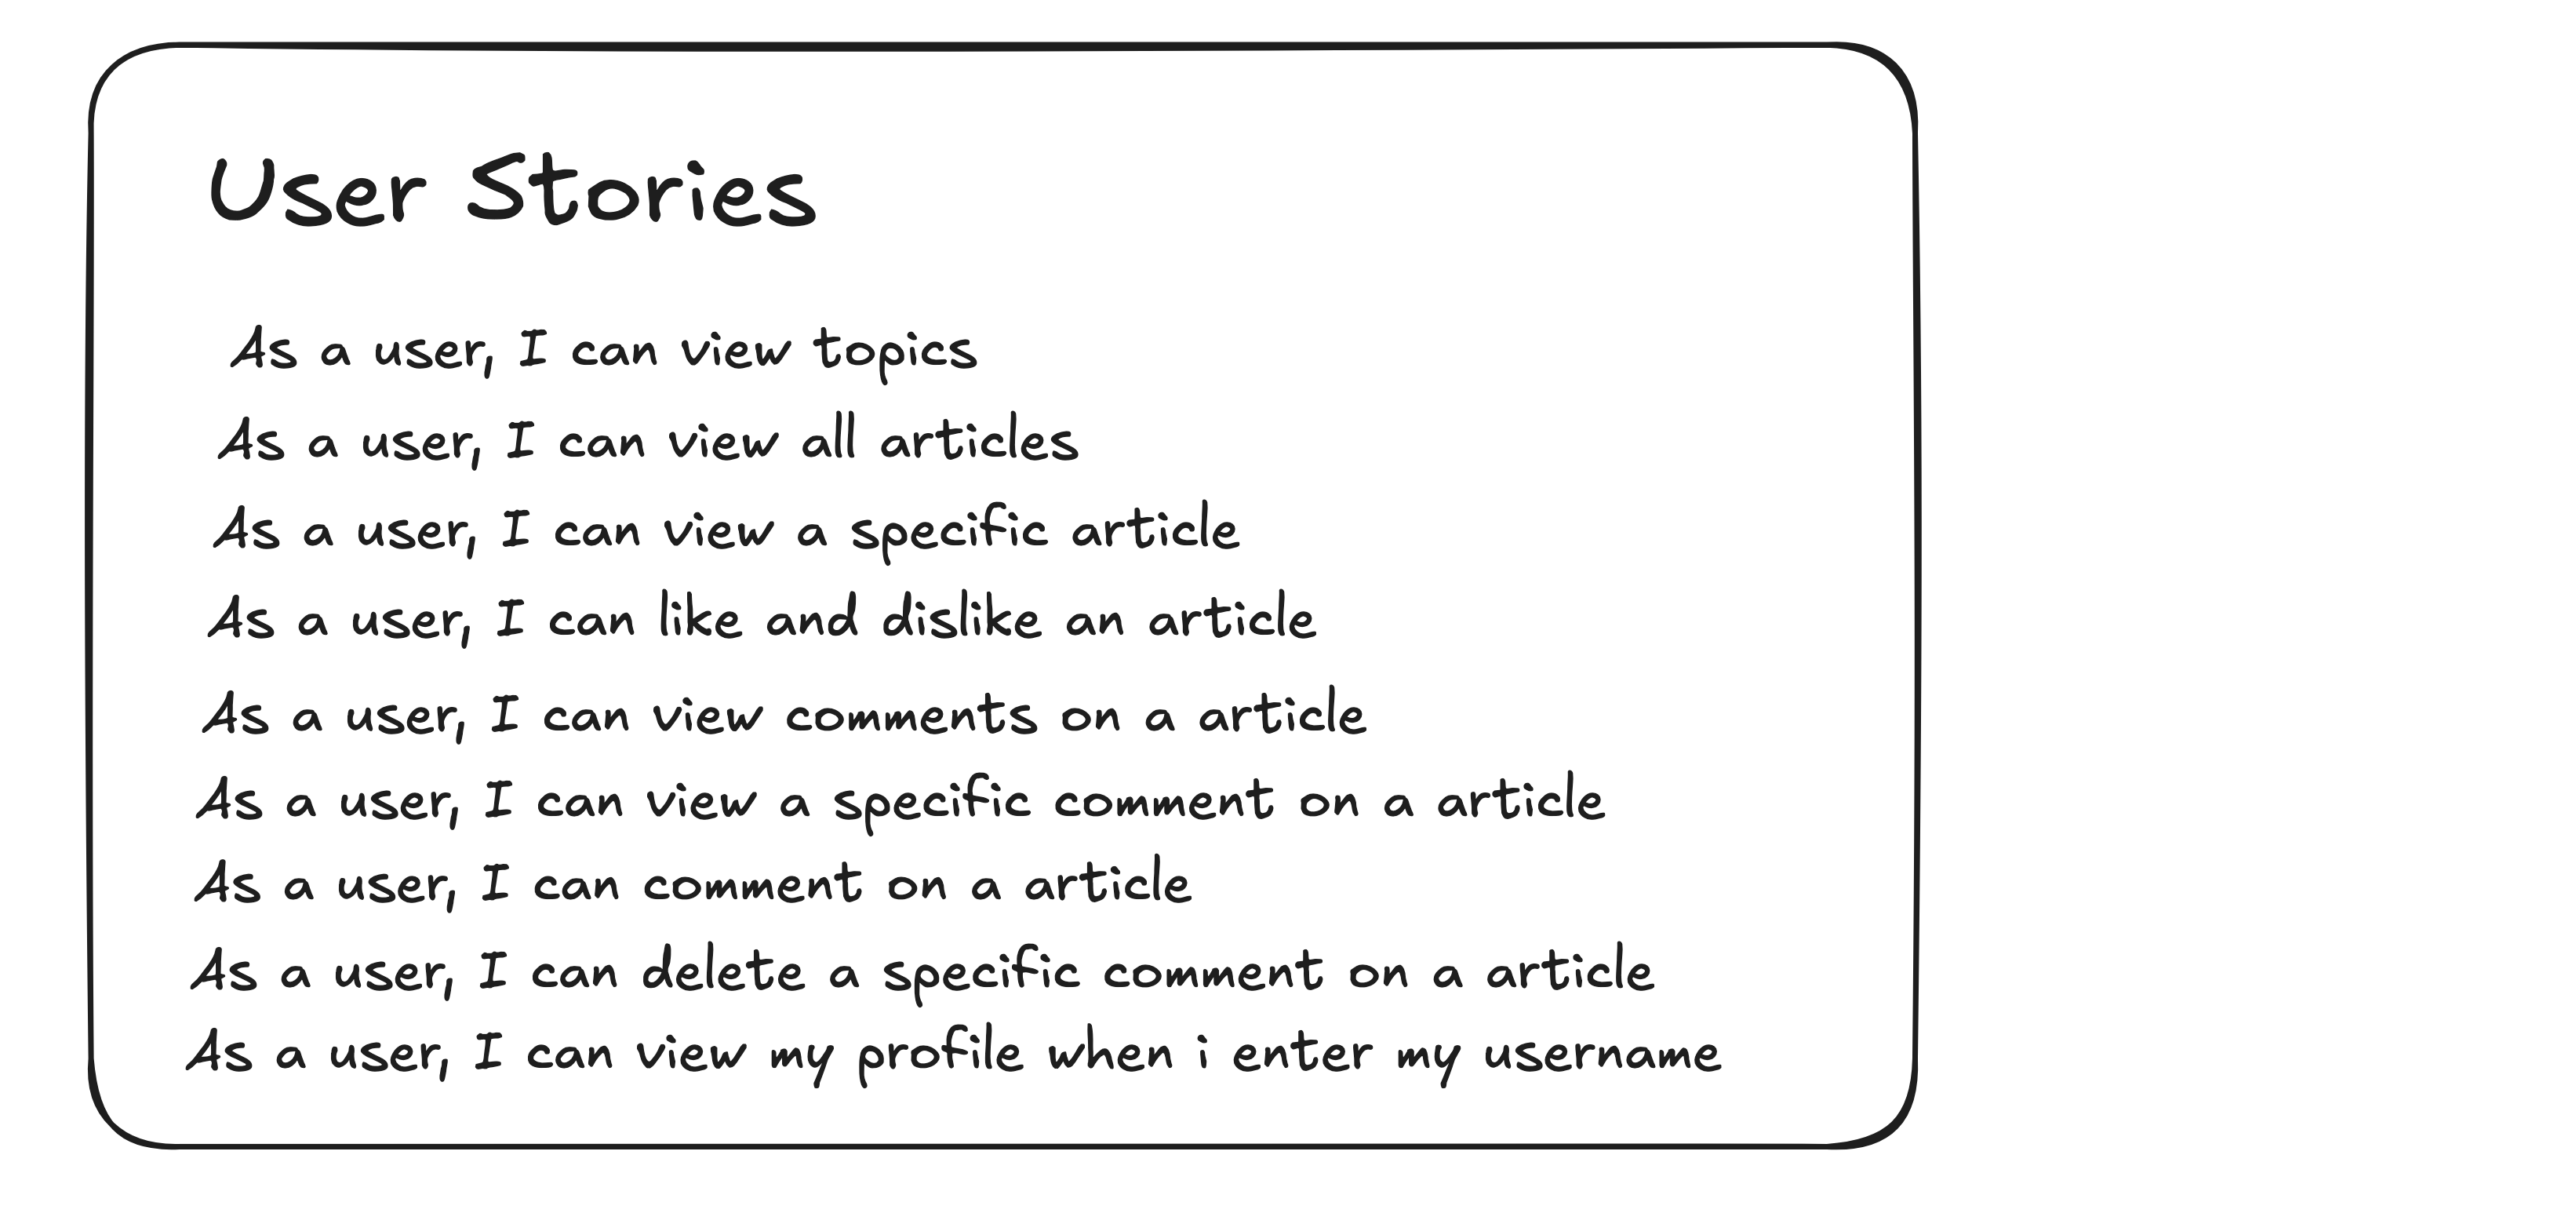 User Stories
As a user, I can view topics
As a user, I can view all articles
As a user, I can view a specific article
As a user, I can like and dislike an article
As a user, I can view comments on a article
As a user, I can view a specific comment on a article
As a user, I can comment on a article
As a user, I can delete a specific comment on a article
As a user, I can view my profile when i enter my username